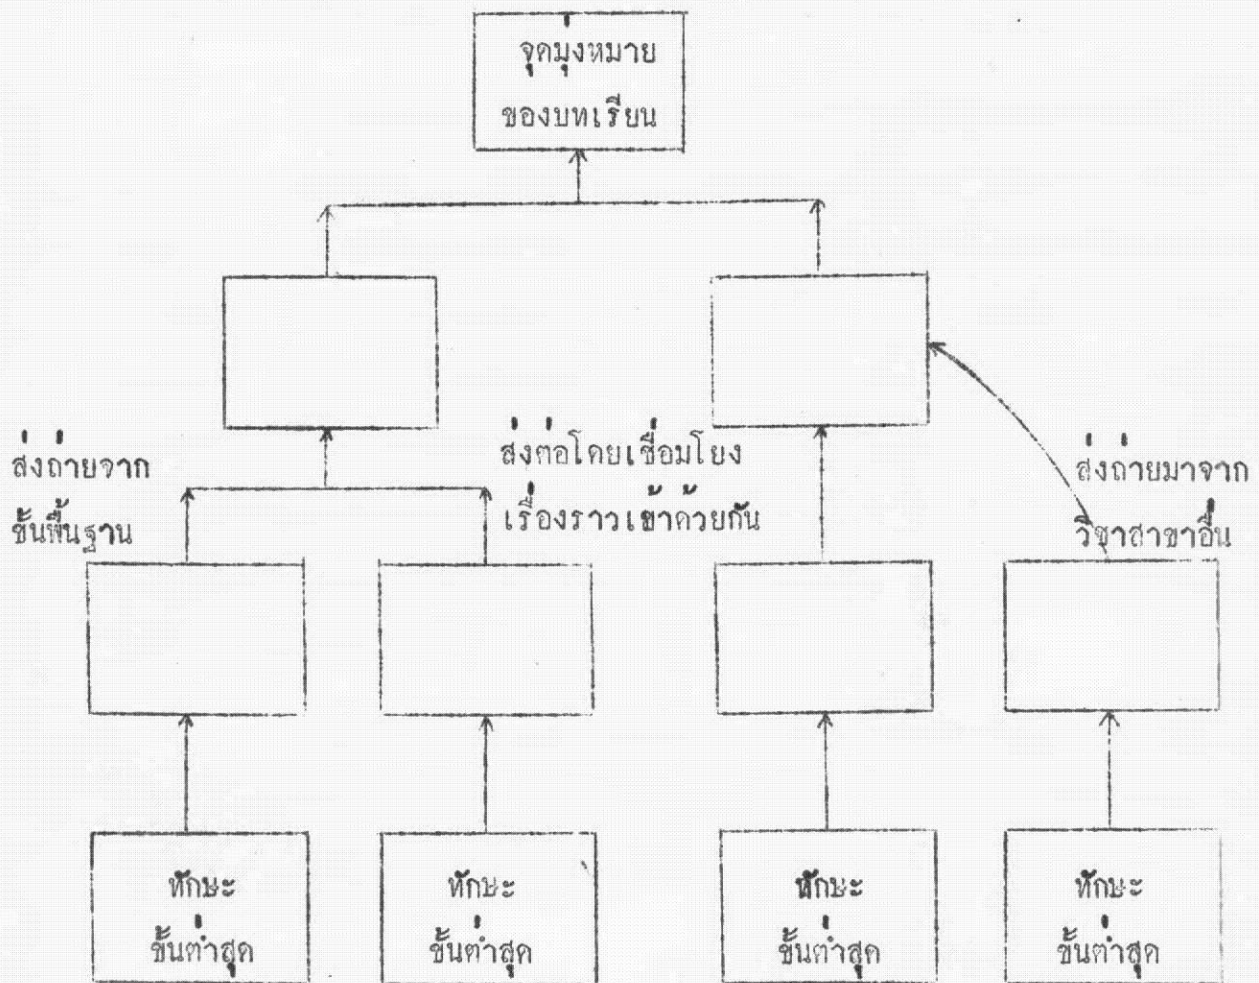 จุดมุ่งหมาย
ของบทเรียน
ส่งถ่ายจาก
ขั้นพื้นฐาน
ส่งต่อโดยเชื่อมโยง
เรื่องราวเข้าด้วยกัน
ส่งถ่ายมาจาก
วิชาสาขาอื่น
ทักษะ
ขั้นต่ำสุด
ทักษะ
ขั้นต่ำสุด
ทักษะ
ขั้นต่ำสุด
ทักษะ
ขั้นต่ำสุด